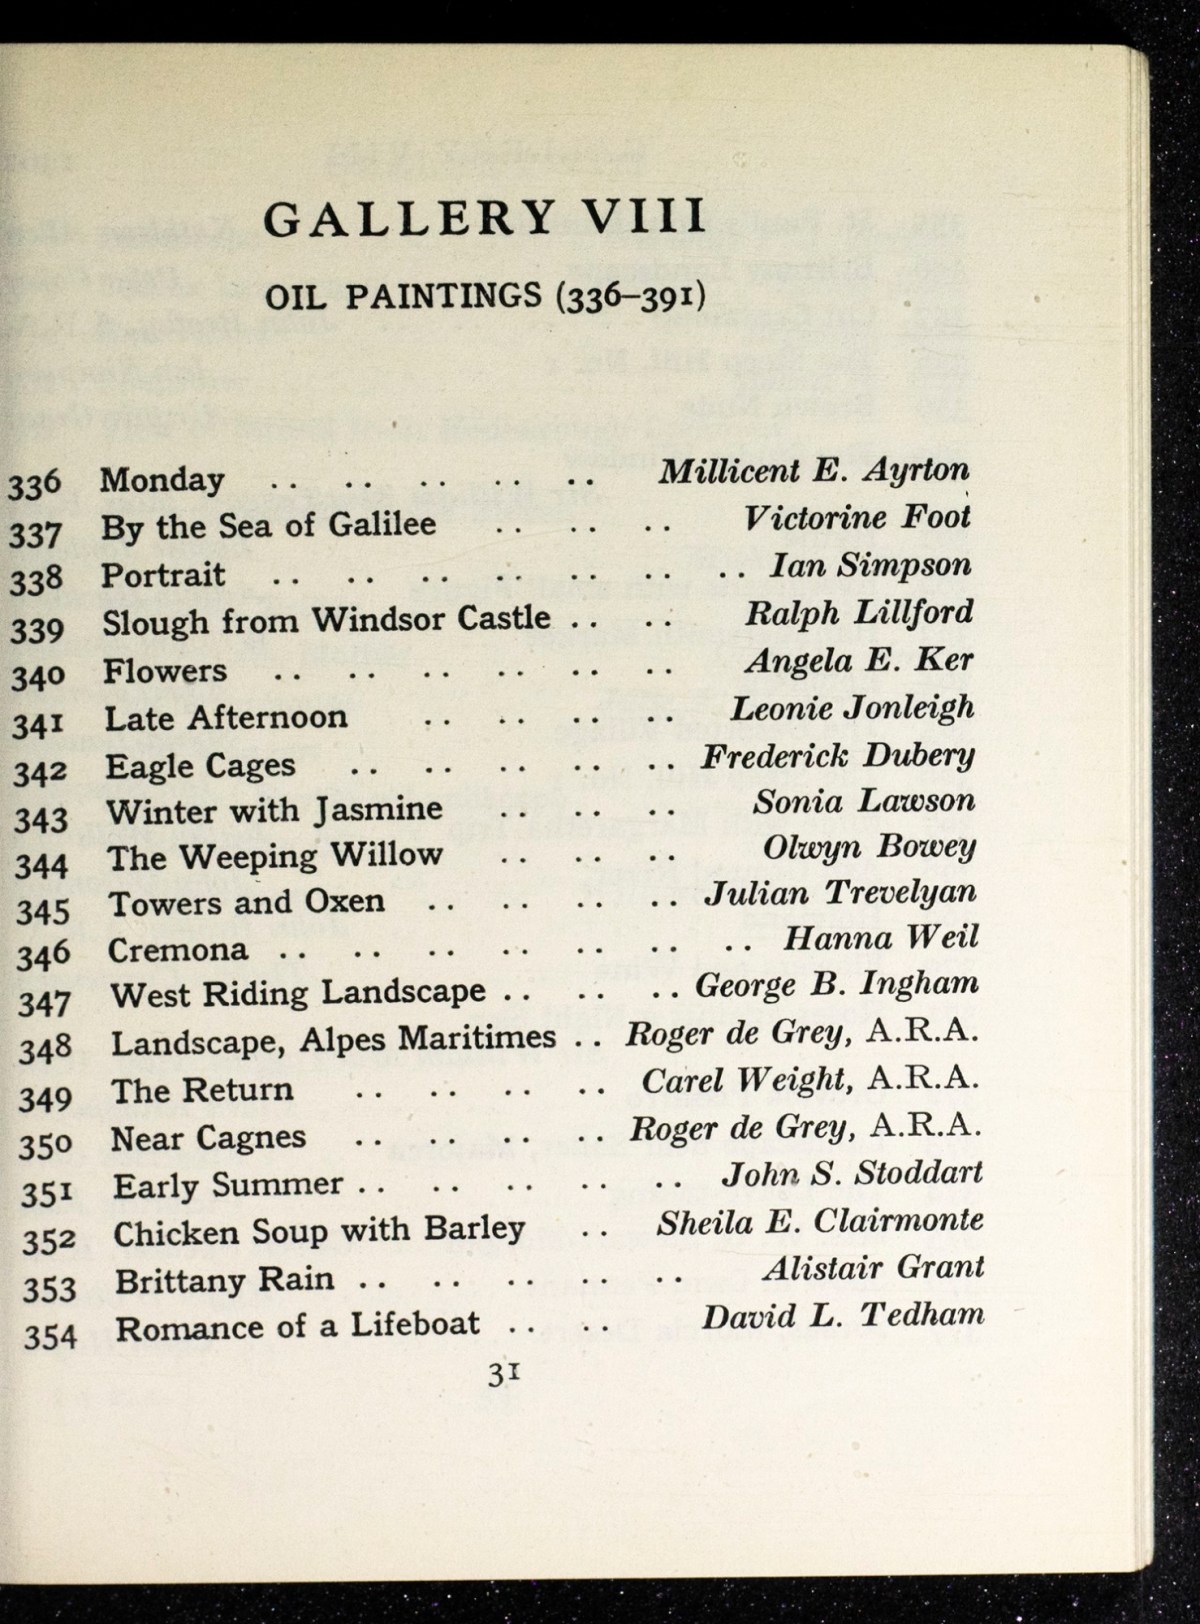 GALLERY VIII
OIL PAINTINGS (336–391)
336 Monday .. .. .. .. .. Millicent E. Ayrton
337 By the Sea of Galilee .. .. .. Victorine Foot
338 Portrait .. .. .. .. .. .. .. Ian Simpson
339 Slough from Windsor Castle .. .. Ralph Lillford
340 Flowers .. .. .. .. .. .. Angela E. Ker
341 Late Afternoon .. .. .. .. Leonie Jonleigh
342 Eagle Cages .. .. .. .. .. Frederick Dubery
343 Winter with Jasmine .. .. .. Sonia Lawson
344 The Weeping Willow .. .. .. Olwyn Bowey
345 Towers and Oxen .. .. .. .. Julian Trevelyan
346 Cremona .. .. .. .. .. .. .. Hanna Weil
347 West Riding Landscape .. .. .. George B. Ingham
348 Landscape, Alpes Maritimes .. Roger de Grey, A.R.A.
349 The Return .. .. .. .. Carel Weight, A.R.A.
350 Near Cagnes .. .. .. .. Roger de Grey, A.R.A.
351 Early Summer .. .. .. .. .. John S. Stoddart
352 Chicken Soup with Barley .. Sheila E. Clairmonte
353 Brittany Rain .. .. .. .. .. Alistair Grant
354 Romance of a Lifeboat .. .. David L. Tedham
31